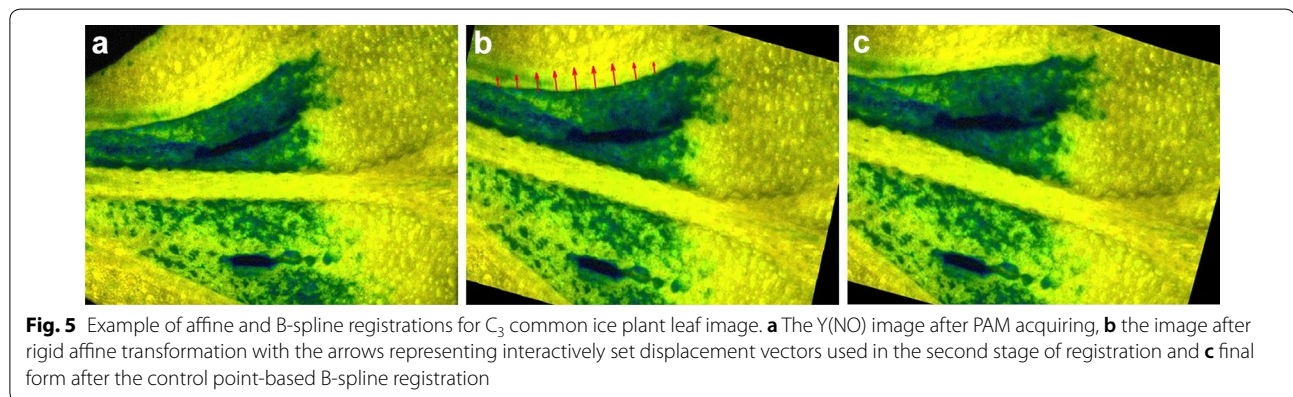 a
b
c
Fig. 5 Example of affine and B-spline registrations for C₃ common ice plant leaf image. a The Y(NO) image after PAM acquiring, b the image after
rigid affine transformation with the arrows representing interactively set displacement vectors used in the second stage of registration and c final
form after the control point-based B-spline registration